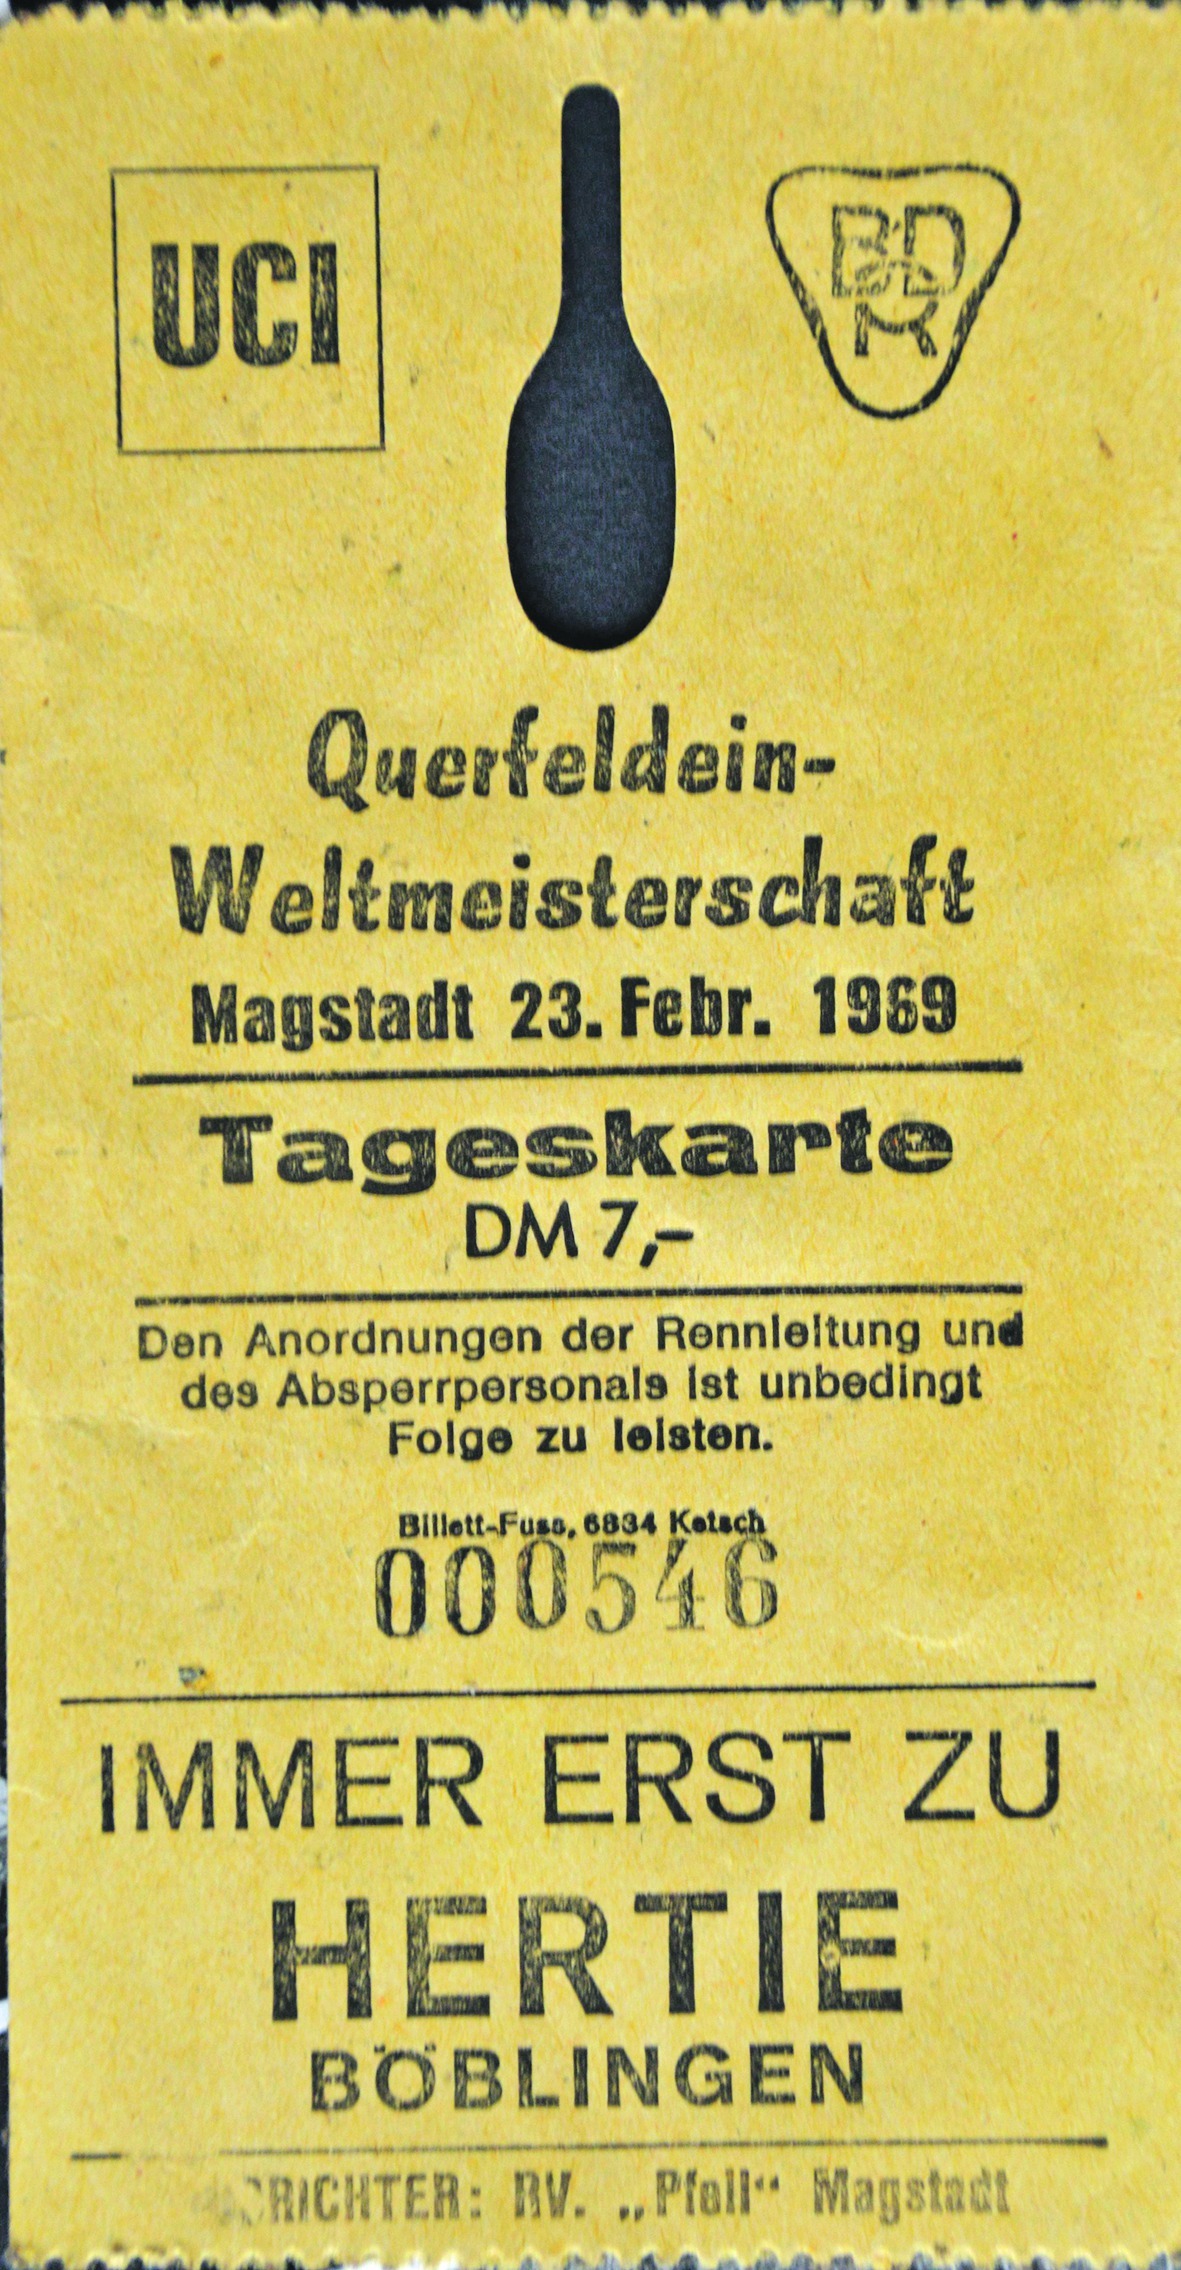 UCI
BDR
Querfeldein-
Weltmeisterschaft
Magstadt 23. Febr. 1969
Tageskarte
DM 7,–
Den Anordnungen der Rennleitung und
des Absperrpersonals ist unbedingt
Folge zu leisten.
Billett-Fuss, 6834 Ketsch
000546
IMMER ERST ZU
HERTIE
BÖBLINGEN
RV. „Pfeil“ Magstadt